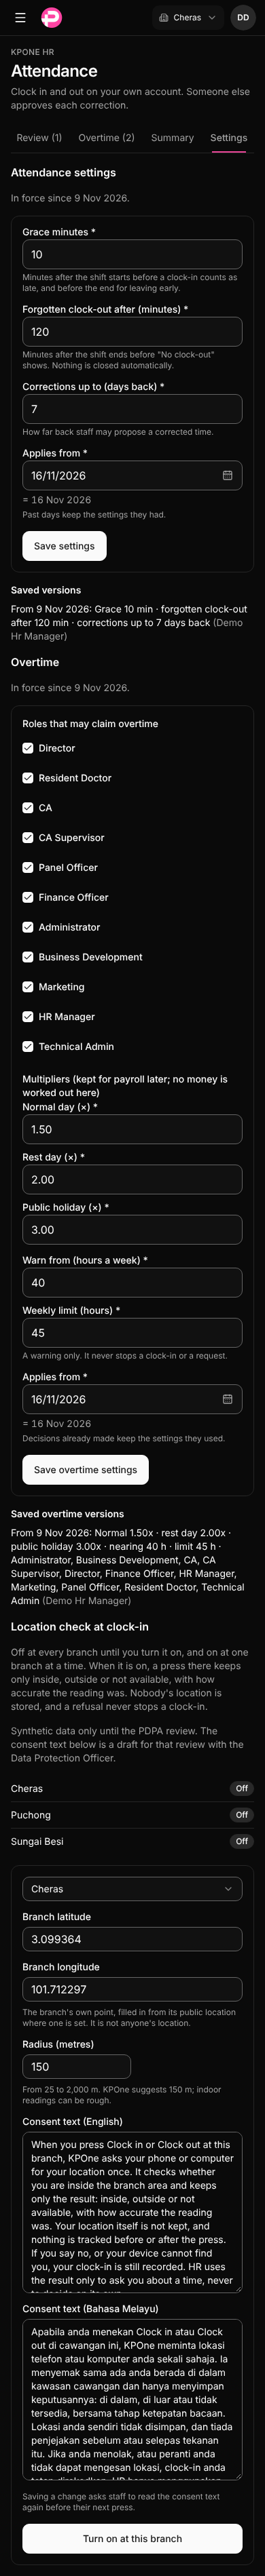 Cheras
DD
KPONE HR
Attendance
Clock in and out on your own account. Someone else
approves each correction.
Review (1)
Overtime (2)
Summary
Settings
Attendance settings
In force since 9 Nov 2026.
Grace minutes *
10
Minutes after the shift starts before a clock-in counts as
late, and before the end for leaving early.
Forgotten clock-out after (minutes) *
120
Minutes after the shift ends before "No clock-out"
shows. Nothing is closed automatically.
Corrections up to (days back) *
7
How far back staff may propose a corrected time.
Applies from *
16/11/2026
= 16 Nov 2026
Past days keep the settings they had.
Save settings
Saved versions
From 9 Nov 2026: Grace 10 min · forgotten clock-out
after 120 min · corrections up to 7 days back (Demo
Hr Manager)
Overtime
In force since 9 Nov 2026.
Roles that may claim overtime
Director
Resident Doctor
CA
CA Supervisor
Panel Officer
Finance Officer
Administrator
Business Development
Marketing
HR Manager
Technical Admin
Multipliers (kept for payroll later; no money is
worked out here)
Normal day (×) *
1.50
Rest day (×) *
2.00
Public holiday (×) *
3.00
Warn from (hours a week) *
40
Weekly limit (hours) *
45
A warning only. It never stops a clock-in or a request.
Applies from *
16/11/2026
= 16 Nov 2026
Decisions already made keep the settings they used.
Save overtime settings
Saved overtime versions
From 9 Nov 2026: Normal 1.50x · rest day 2.00x ·
public holiday 3.00x · nearing 40 h · limit 45 h ·
Administrator, Business Development, CA, CA
Supervisor, Director, Finance Officer, HR Manager,
Marketing, Panel Officer, Resident Doctor, Technical
Admin (Demo Hr Manager)
Location check at clock-in
Off at every branch until you turn it on, and on at one
branch at a time. When it is on, a press there keeps
only inside, outside or not available, with how
accurate the reading was. Nobody's location is
stored, and a refusal never stops a clock-in.
Synthetic data only until the PDPA review. The
consent text below is a draft for that review with the
Data Protection Officer.
Cheras
Off
Puchong
Off
Sungai Besi
Off
Cheras
Branch latitude
3.099364
Branch longitude
101.712297
The branch's own point, filled in from its public location
where one is set. It is not anyone's location.
Radius (metres)
150
From 25 to 2,000 m. KPOne suggests 150 m; indoor
readings can be rough.
Consent text (English)
When you press Clock in or Clock out at this
branch, KPOne asks your phone or computer
for your location once. It checks whether
you are inside the branch area and keeps
only the result: inside, outside or not
available, with how accurate the reading
was. Your location itself is not kept, and
nothing is tracked before or after the press.
If you say no, or your device cannot find
you, your clock-in is still recorded. HR uses
the result only to ask you about a time, never
Consent text (Bahasa Melayu)
Apabila anda menekan Clock in atau Clock
out di cawangan ini, KPOne meminta lokasi
telefon atau komputer anda sekali sahaja. Ia
menyemak sama ada anda berada di dalam
kawasan cawangan dan hanya menyimpan
keputusannya: di dalam, di luar atau tidak
tersedia, bersama tahap ketepatan bacaan.
Lokasi anda sendiri tidak disimpan, dan tiada
penjejakan sebelum atau selepas tekanan
itu. Jika anda menolak, atau peranti anda
tidak dapat mengesan lokasi, clock-in anda
Saving a change asks staff to read the consent text
again before their next press.
Turn on at this branch